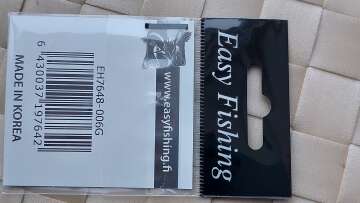 Easy Fishing
www.easyfishing.fi
EH7648-006G
6 430037 197642
MADE IN KOREA